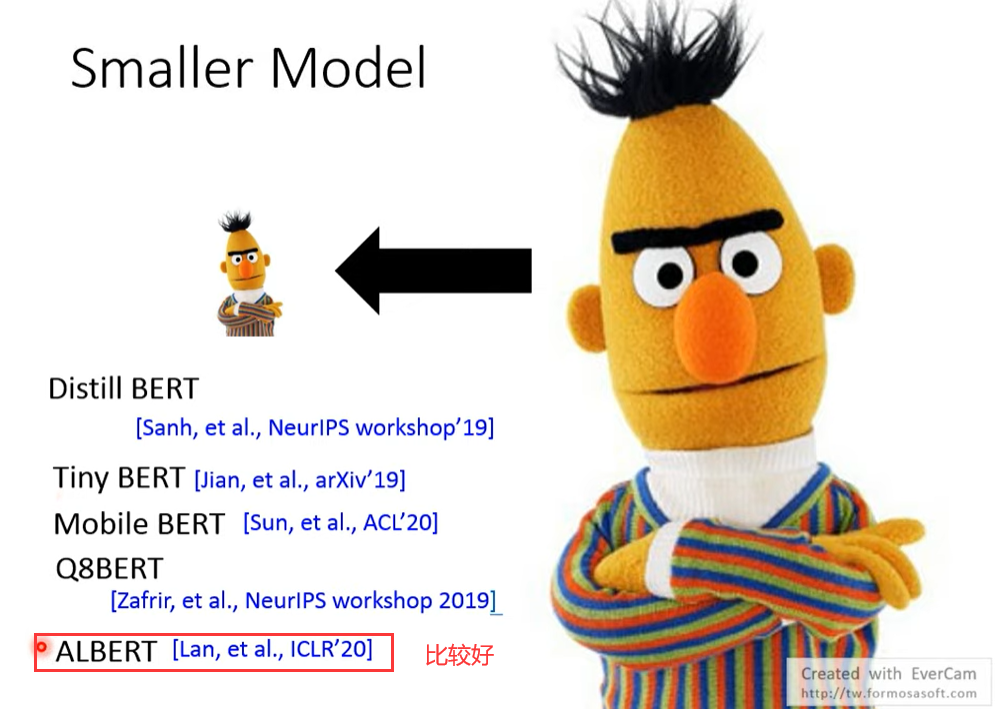 Smaller Model
Distill BERT
[Sanh, et al., NeurIPS workshop’19]
Tiny BERT [Jian, et al., arXiv’19]
Mobile BERT [Sun, et al., ACL’20]
Q8BERT
[Zafrir, et al., NeurIPS workshop 2019]
ALBERT [Lan, et al., ICLR’20] 比较好
Created with EverCam
http://tw.formosasoft.com